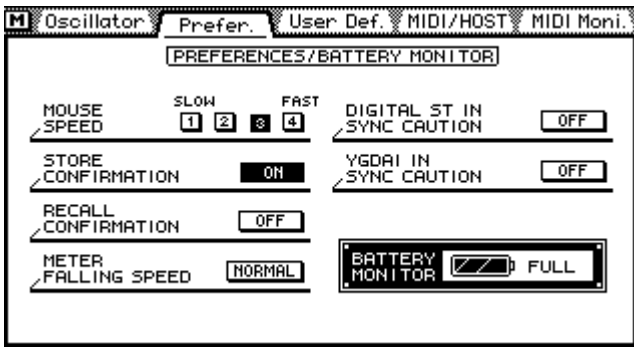 M Oscillator Prefer. User Def. MIDI/HOST MIDI Moni.
PREFERENCES/BATTERY MONITOR
MOUSE SPEED
SLOW FAST
1 2 3 4
STORE CONFIRMATION ON
RECALL CONFIRMATION OFF
METER FALLING SPEED NORMAL
DIGITAL ST IN SYNC CAUTION OFF
YGDAI IN SYNC CAUTION OFF
BATTERY MONITOR FULL